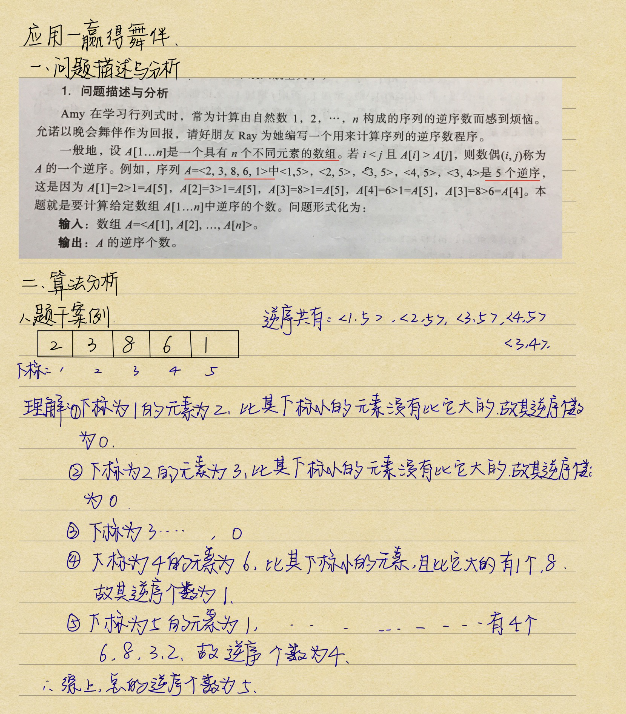 应用一赢得舞伴.
一、问题描述与分析
1. 问题描述与分析
Amy 在学习行列式时，常为计算由自然数 1，2，…，n 构成的序列的逆序数而感到烦恼。
允诺以晚会舞伴作为回报，请好朋友 Ray 为她编写一个用来计算序列的逆序数程序。
一般地，设 A[1…n]是一个具有 n 个不同元素的数组。若 i < j 且 A[i] > A[j]，则数偶(i, j)称为
A 的一个逆序。例如，序列 A=<2, 3, 8, 6, 1>中<1, 5>，<2, 5>，<3, 5>，<4, 5>，<3, 4>是 5 个逆序，
这是因为 A[1]=2>1=A[5]，A[2]=3>1=A[5]，A[3]=8>1=A[5]，A[4]=6>1=A[5]，A[3]=8>6=A[4]。本
题就是要计算给定数组 A[1…n]中逆序的个数。问题形式化为：
输入：数组 A=<A[1], A[2], …, A[n]>。
输出：A 的逆序个数。
二、算法分析
1、题干案例 逆序共有：<1.5>、<2.5>、<3.5>、<4.5>
<3.4>.
2 3 8 6 1
下标：1 2 3 4 5
理解：①下标为1的元素为2，比其下标小的元素没有比它大的.故其逆序个数
为0.
②下标为2的元素为3，比其下标小的元素没有比它大的.故其逆序个数
为0.
③下标为3····，0
④下标为4的元素为6，比其下标小的元素，且比它大的有1个，8.
故其逆序个数为1.
⑤下标为5的元素为1，········有4个
6、8、3、2、故逆序个数为4.
∴综上，总的逆序个数为5.